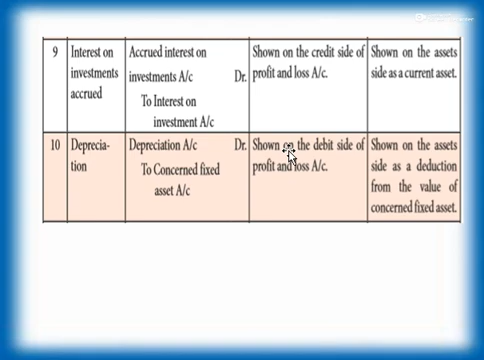 9
Interest on
investments
accrued
Accrued interest on
investments A/c Dr.
To Interest on
investment A/c
Shown on the credit side of
profit and loss A/c.
Shown on the assets
side as a current asset.
10
Deprecia-
tion
Depreciation A/c Dr.
To Concerned fixed
asset A/c
Shown on the debit side of
profit and loss A/c.
Shown on the assets
side as a deduction
from the value of
concerned fixed asset.